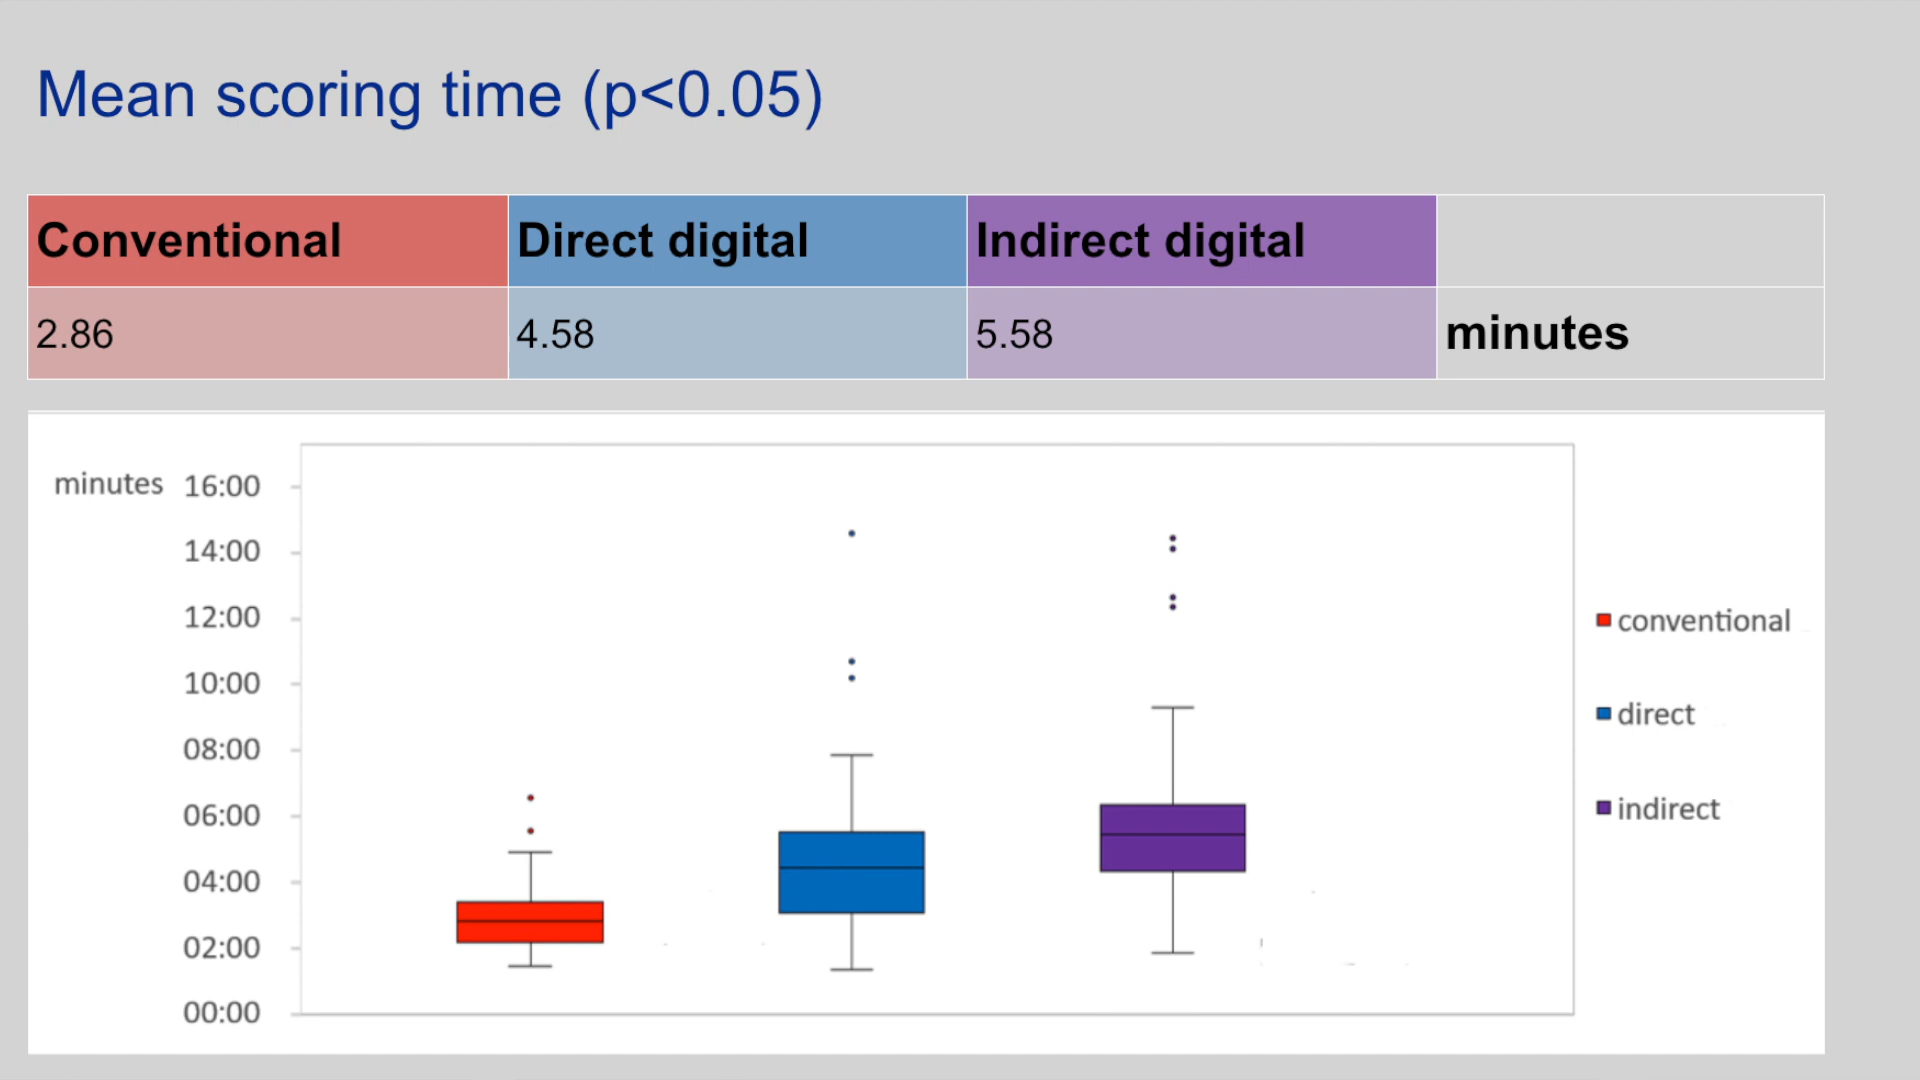 Mean scoring time (p<0.05)
Conventional Direct digital Indirect digital
2.86 4.58 5.58 minutes
minutes 16:00
14:00
12:00
10:00
08:00
06:00
04:00
02:00
00:00
conventional
direct
indirect